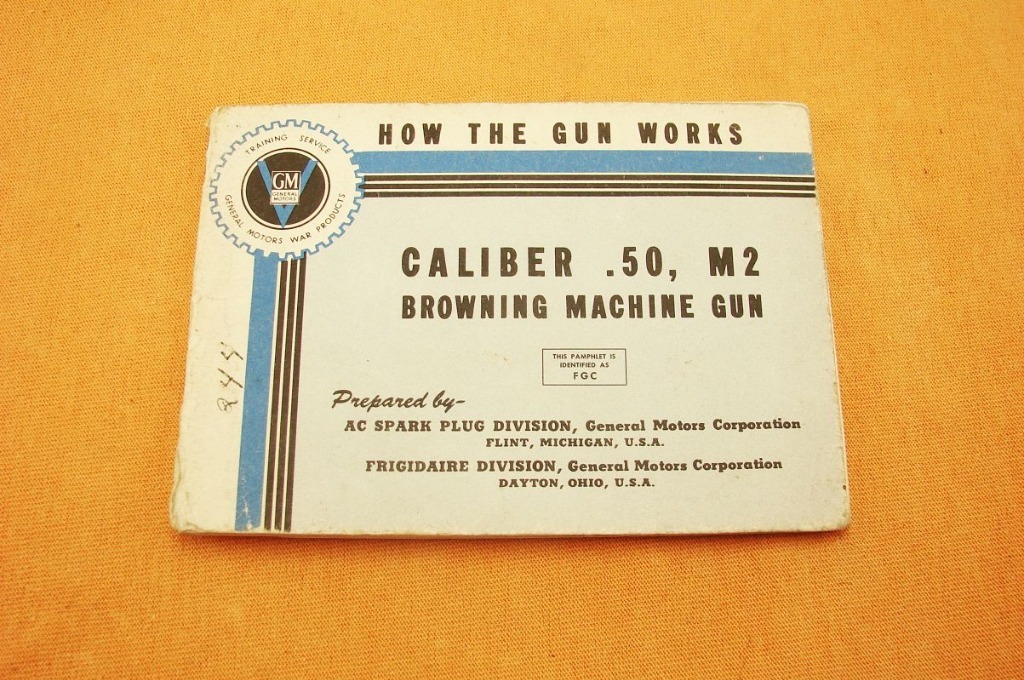 HOW THE GUN WORKS
TRAINING SERVICE
GM
GENERAL
MOTORS
GENERAL MOTORS WAR PRODUCTS
CALIBER .50, M2
BROWNING MACHINE GUN
THIS PAMPHLET IS
IDENTIFIED AS
FGC
244
Prepared by-
AC SPARK PLUG DIVISION, General Motors Corporation
FLINT, MICHIGAN, U.S.A.
FRIGIDAIRE DIVISION, General Motors Corporation
DAYTON, OHIO, U.S.A.